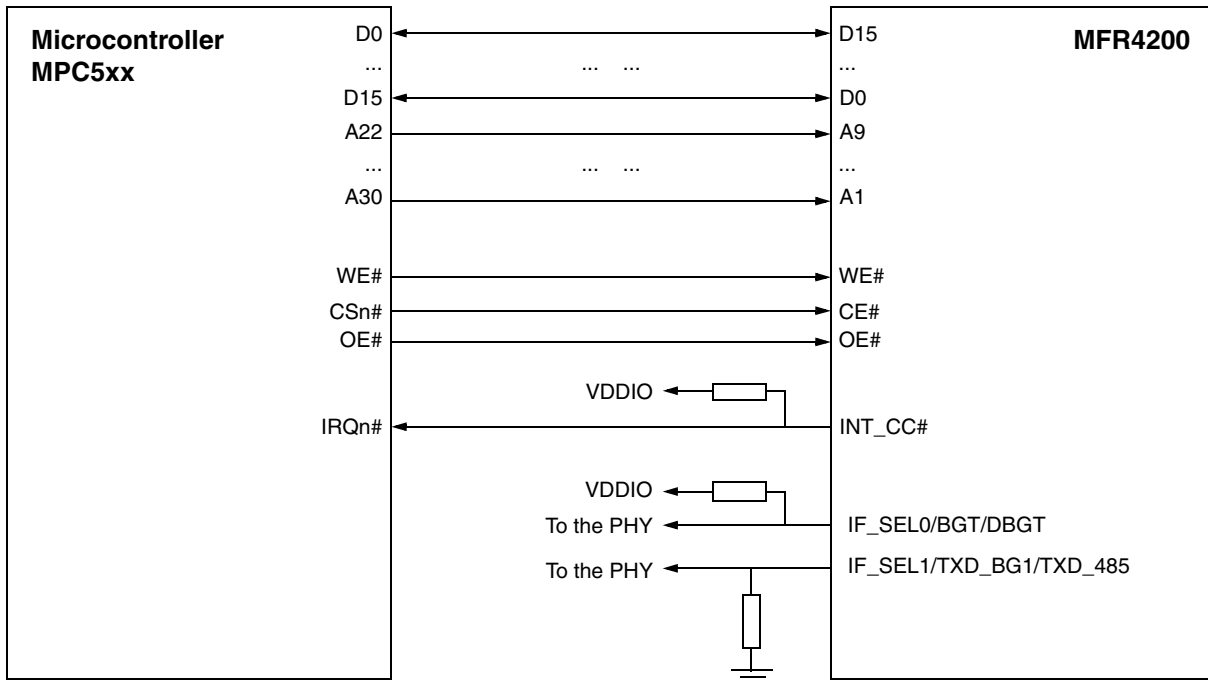 Microcontroller
MPC5xx
MFR4200
D0 D15
... ... ... ...
D15 D0
A22 A9
... ... ... ...
A30 A1
WE# WE#
CSn# CE#
OE# OE#
VDDIO
IRQn# INT_CC#
VDDIO
To the PHY IF_SEL0/BGT/DBGT
To the PHY IF_SEL1/TXD_BG1/TXD_485